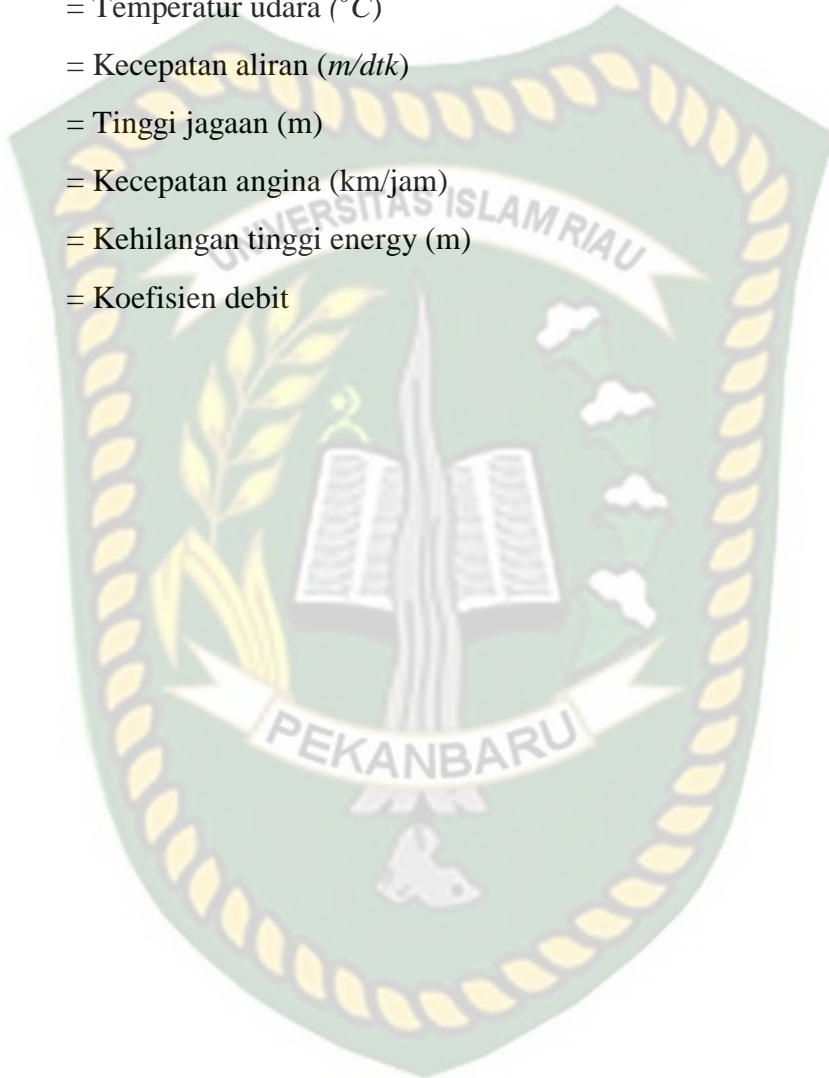 = Temperatur udara (°C)
= Kecepatan aliran (m/dtk)
= Tinggi jagaan (m)
= Kecepatan angina (km/jam)
= Kehilangan tinggi energy (m)
= Koefisien debit
UNIVERSITAS ISLAM RIAU
PEKANBARU